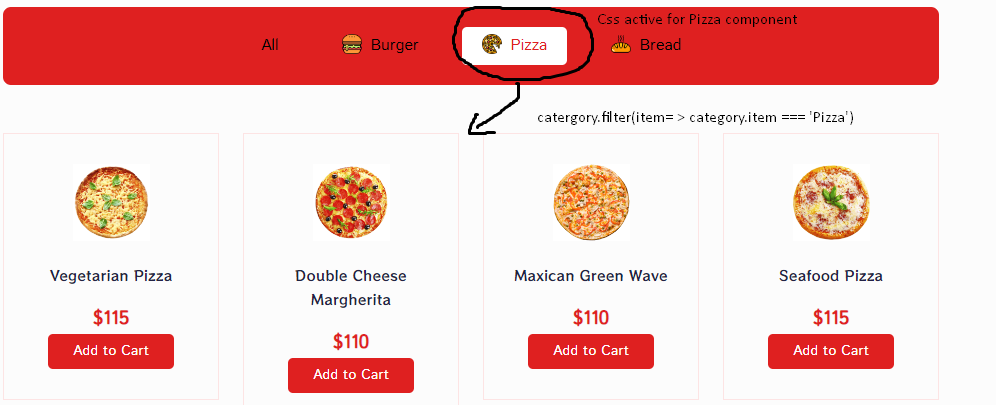 Css active for Pizza component
All
Burger
Pizza
Bread
catergory.filter(item= > category.item === 'Pizza')
Vegetarian Pizza
$115
Add to Cart
Double Cheese
Margherita
$110
Add to Cart
Maxican Green Wave
$110
Add to Cart
Seafood Pizza
$115
Add to Cart